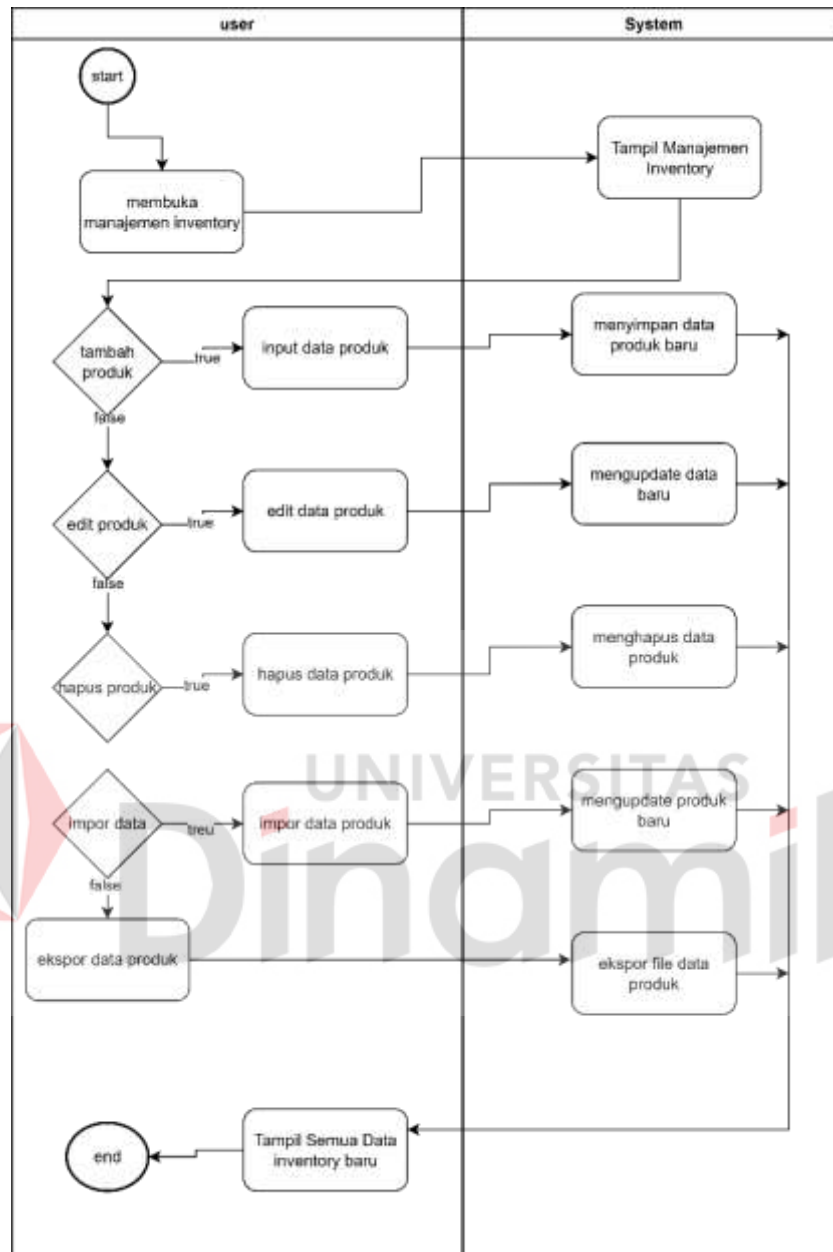 user
System
start
membuka
manajemen inventory
Tampil Manajemen
Inventory
tambah
produk
true
input data produk
menyimpan data
produk baru
false
edit produk
true
edit data produk
mengupdate data
baru
false
hapus produk
true
hapus data produk
menghapus data
produk
UNIVERSITAS
Dinamik
impor data
treu
impor data produk
mengupdate produk
baru
false
ekspor data produk
ekspor file data
produk
end
Tampil Semua Data
inventory baru